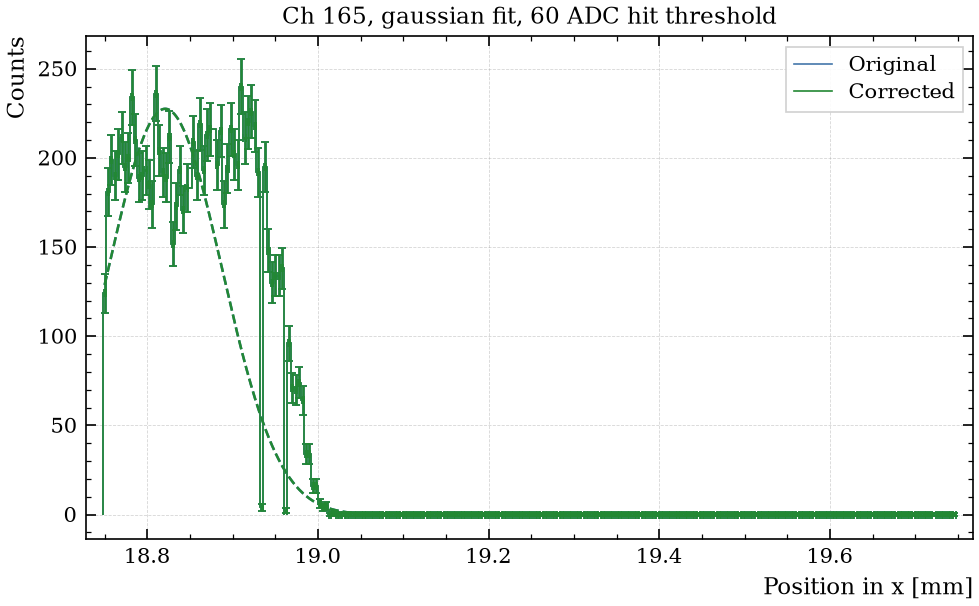 Ch 165, gaussian fit, 60 ADC hit threshold
Counts
Original
Corrected
250
200
150
100
50
0
18.8 19.0 19.2 19.4 19.6
Position in x [mm]